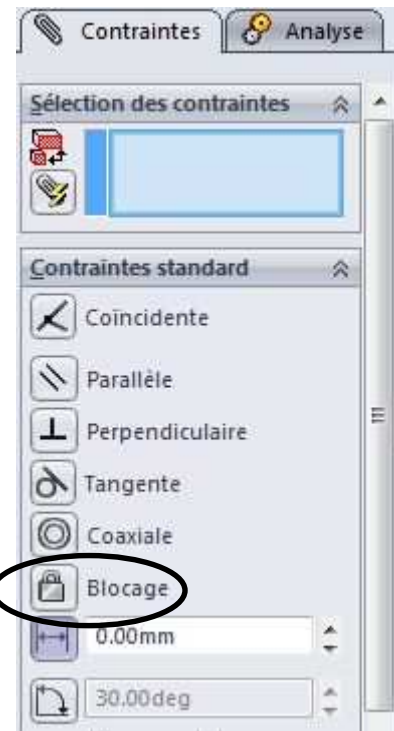 Contraintes Analyse
Sélection des contraintes
Contraintes standard
Coïncidente
Parallèle
Perpendiculaire
Tangente
Coaxiale
Blocage
0.00mm
30.00deg